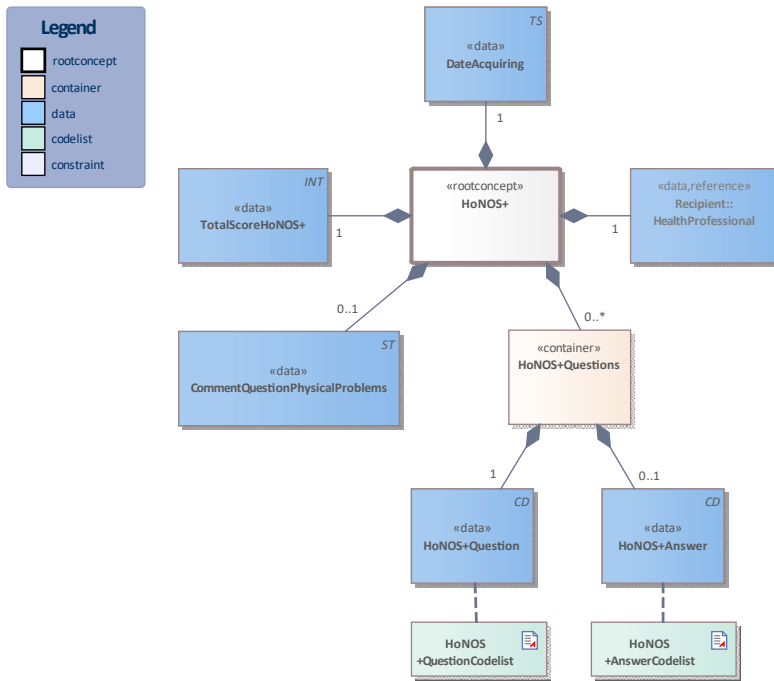 Legend
rootconcept
container
data
codelist
constraint
TS
«data»
DateAcquiring
1
INT
«data»
TotalScoreHoNOS+
1
«rootconcept»
HoNOS+
«data,reference»
Recipient::
HealthProfessional
1
0..1
0..*
ST
«data»
CommentQuestionPhysicalProblems
«container»
HoNOS+Questions
1
0..1
CD
«data»
HoNOS+Question
CD
«data»
HoNOS+Answer
HoNOS
+QuestionCodelist
HoNOS
+AnswerCodelist